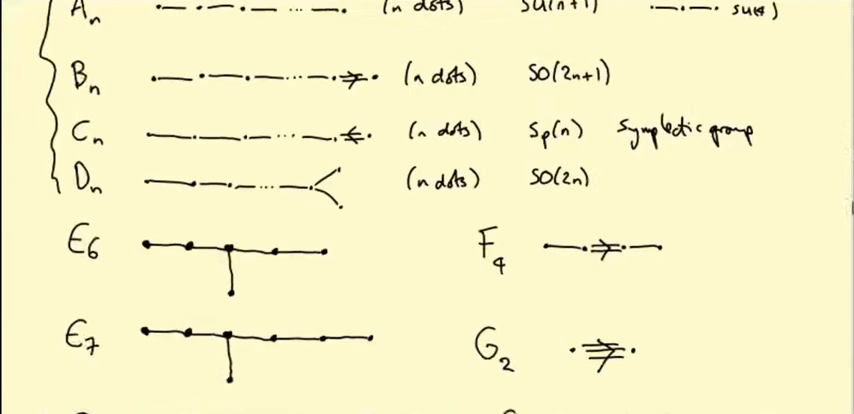 Aₙ (n dots) SU(n+1) SU(4)
Bₙ (n dots) SO(2n+1)
Cₙ (n dots) Sp(n) Symplectic group
Dₙ (n dots) SO(2n)
E₆ F₄
E₇ G₂